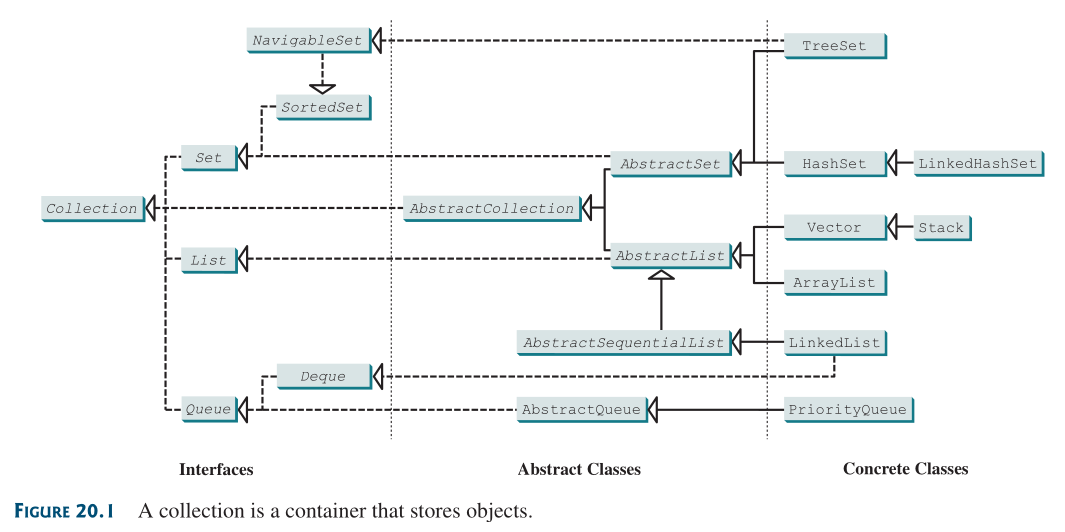 NavigableSet
TreeSet
SortedSet
Set
AbstractSet
HashSet
LinkedHashSet
Collection
AbstractCollection
Vector
Stack
List
AbstractList
ArrayList
AbstractSequentialList
LinkedList
Deque
Queue
AbstractQueue
PriorityQueue
Interfaces
Abstract Classes
Concrete Classes
FIGURE 20.1 A collection is a container that stores objects.